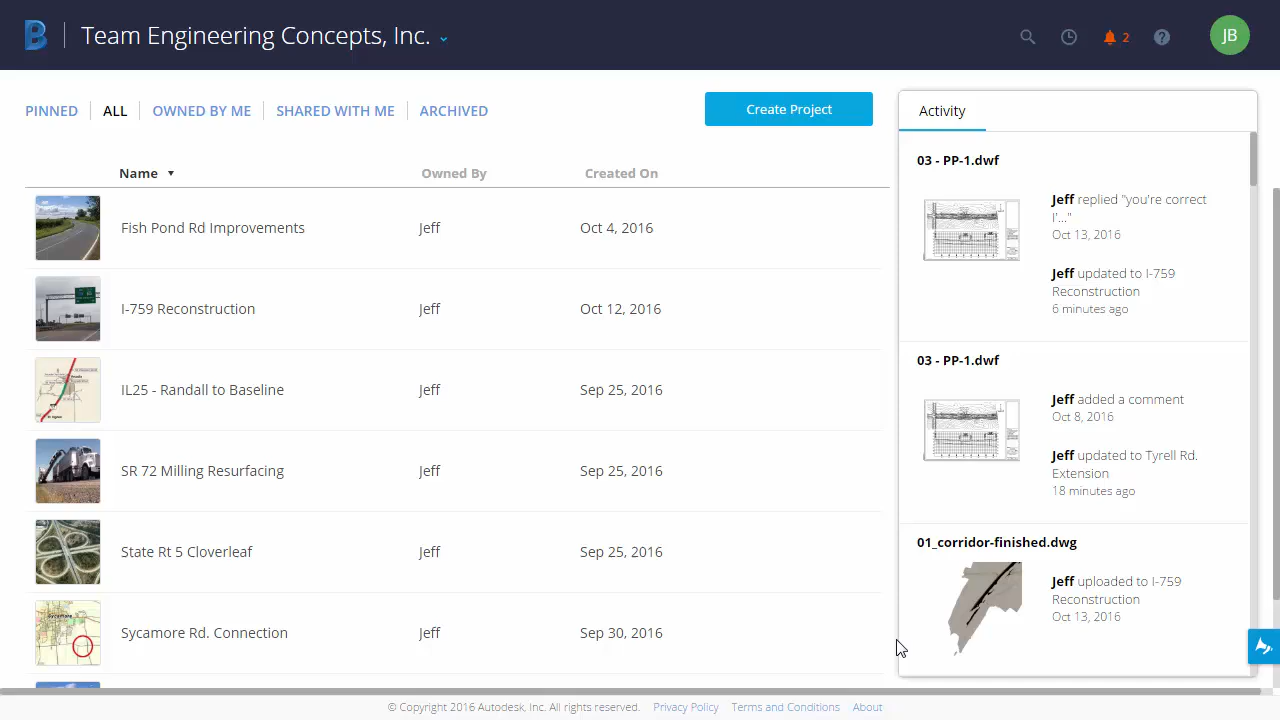 Team Engineering Concepts, Inc.
2
JB
PINNED
ALL
OWNED BY ME
SHARED WITH ME
ARCHIVED
Create Project
Name
Owned By
Created On
Fish Pond Rd Improvements
Jeff
Oct 4, 2016
I-759 Reconstruction
Jeff
Oct 12, 2016
IL25 - Randall to Baseline
Jeff
Sep 25, 2016
SR 72 Milling Resurfacing
Jeff
Sep 25, 2016
State Rt 5 Cloverleaf
Jeff
Sep 25, 2016
Sycamore
Sycamore Rd. Connection
Jeff
Sep 30, 2016
Activity
03 - PP-1.dwf
Jeff replied "you're correct
I'..."
Oct 13, 2016
Jeff updated to I-759
Reconstruction
6 minutes ago
03 - PP-1.dwf
Jeff added a comment
Oct 8, 2016
Jeff updated to Tyrell Rd.
Extension
18 minutes ago
01_corridor-finished.dwg
Jeff uploaded to I-759
Reconstruction
Oct 13, 2016
© Copyright 2016 Autodesk, Inc. All rights reserved.
Privacy Policy
Terms and Conditions
About